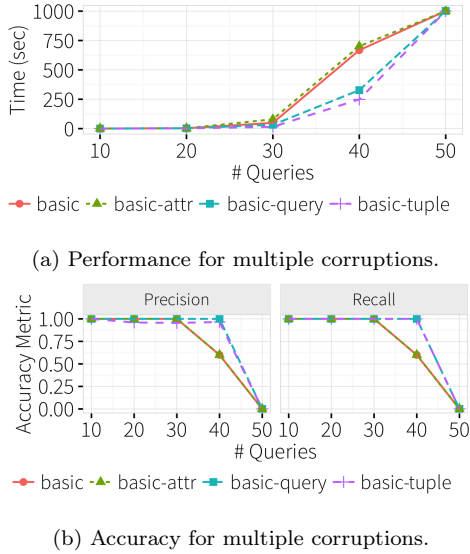 1000
750
500
250
0
Time (sec)
10 20 30 40 50
# Queries
basic basic-attr basic-query basic-tuple
(a) Performance for multiple corruptions.
Precision Recall
1.00
0.75
0.50
0.25
0.00
Accuracy Metric
10 20 30 40 50 10 20 30 40 50
# Queries
basic basic-attr basic-query basic-tuple
(b) Accuracy for multiple corruptions.